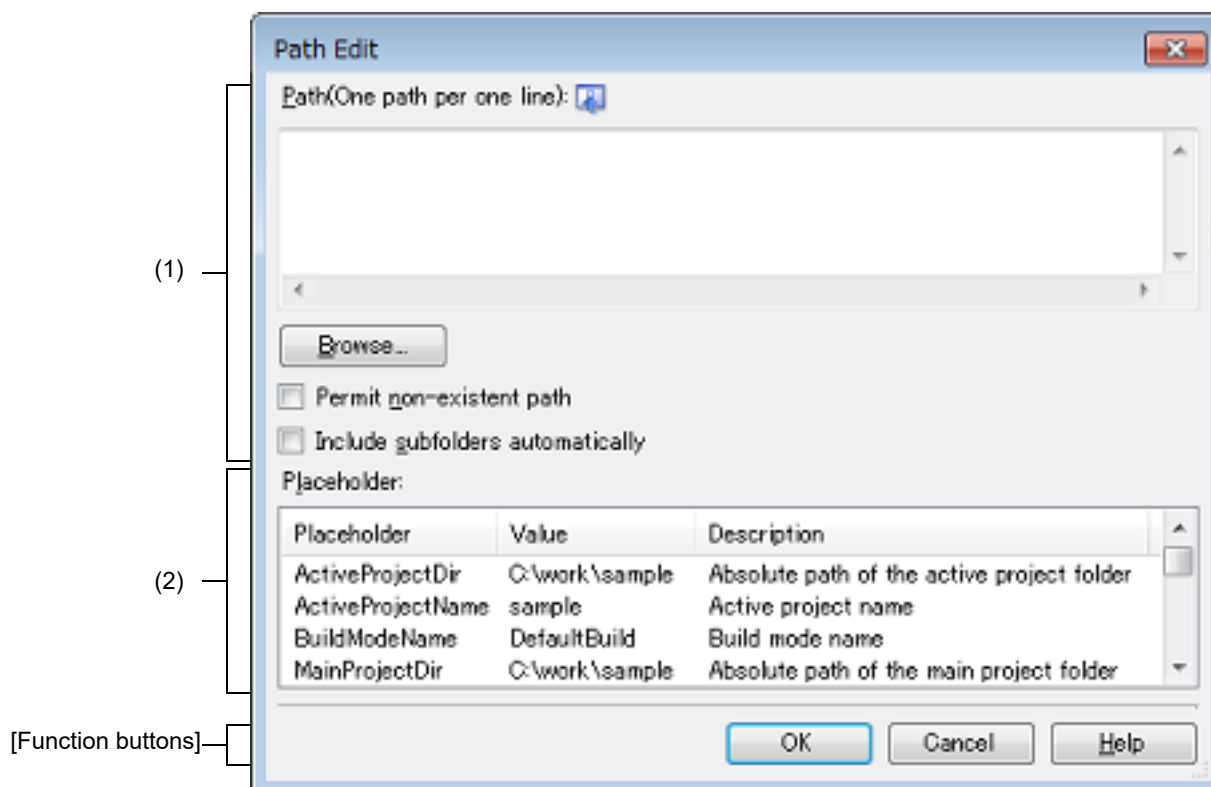 Path Edit
Path(One path per one line):
(1)
Browse...
Permit non-existent path
Include subfolders automatically
Placeholder:
Placeholder Value Description
(2)
ActiveProjectDir C:\work\sample Absolute path of the active project folder
ActiveProjectName sample Active project name
BuildModeName DefaultBuild Build mode name
MainProjectDir C:\work\sample Absolute path of the main project folder
[Function buttons]
OK Cancel Help